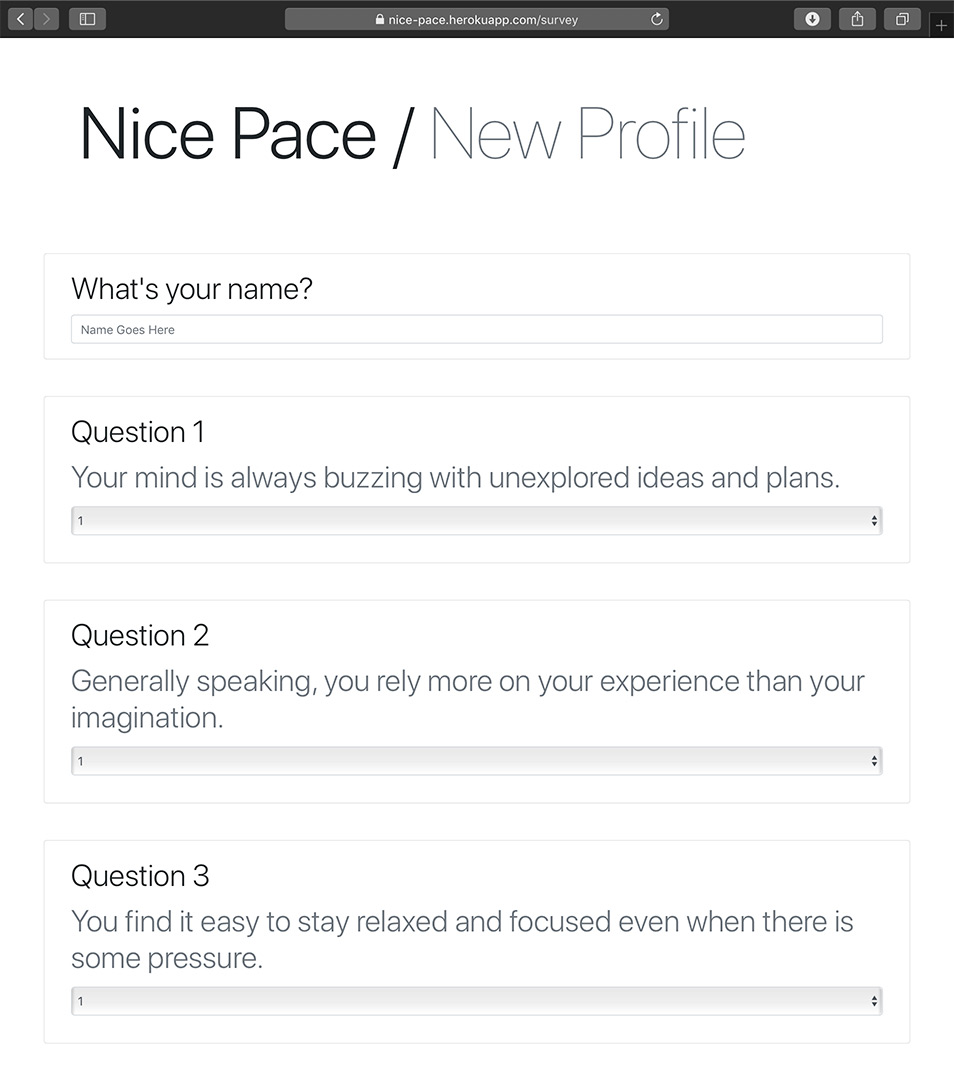 nice-pace.herokuapp.com/survey
Nice Pace / New Profile
What's your name?
Name Goes Here
Question 1
Your mind is always buzzing with unexplored ideas and plans.
1
Question 2
Generally speaking, you rely more on your experience than your
imagination.
1
Question 3
You find it easy to stay relaxed and focused even when there is
some pressure.
1